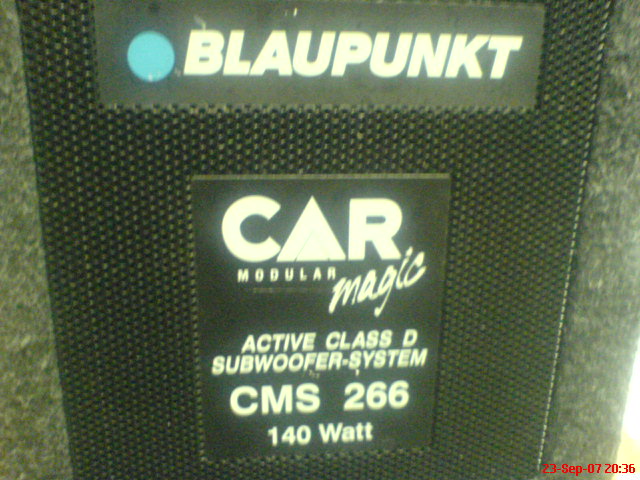 BLAUPUNKT
CAR
MODULAR
magic
ACTIVE CLASS D
SUBWOOFER-SYSTEM
CMS 266
140 Watt
23-Sep-07 20:36